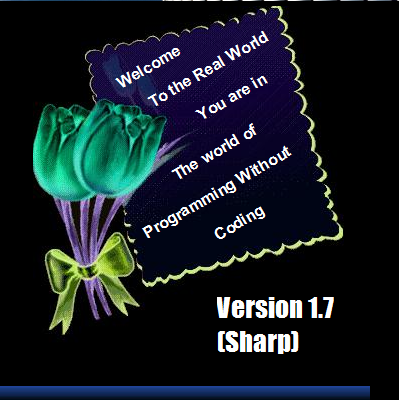 Welcome
To the Real World
You are in
The world of
Programming Without
Coding
Version 1.7
(Sharp)